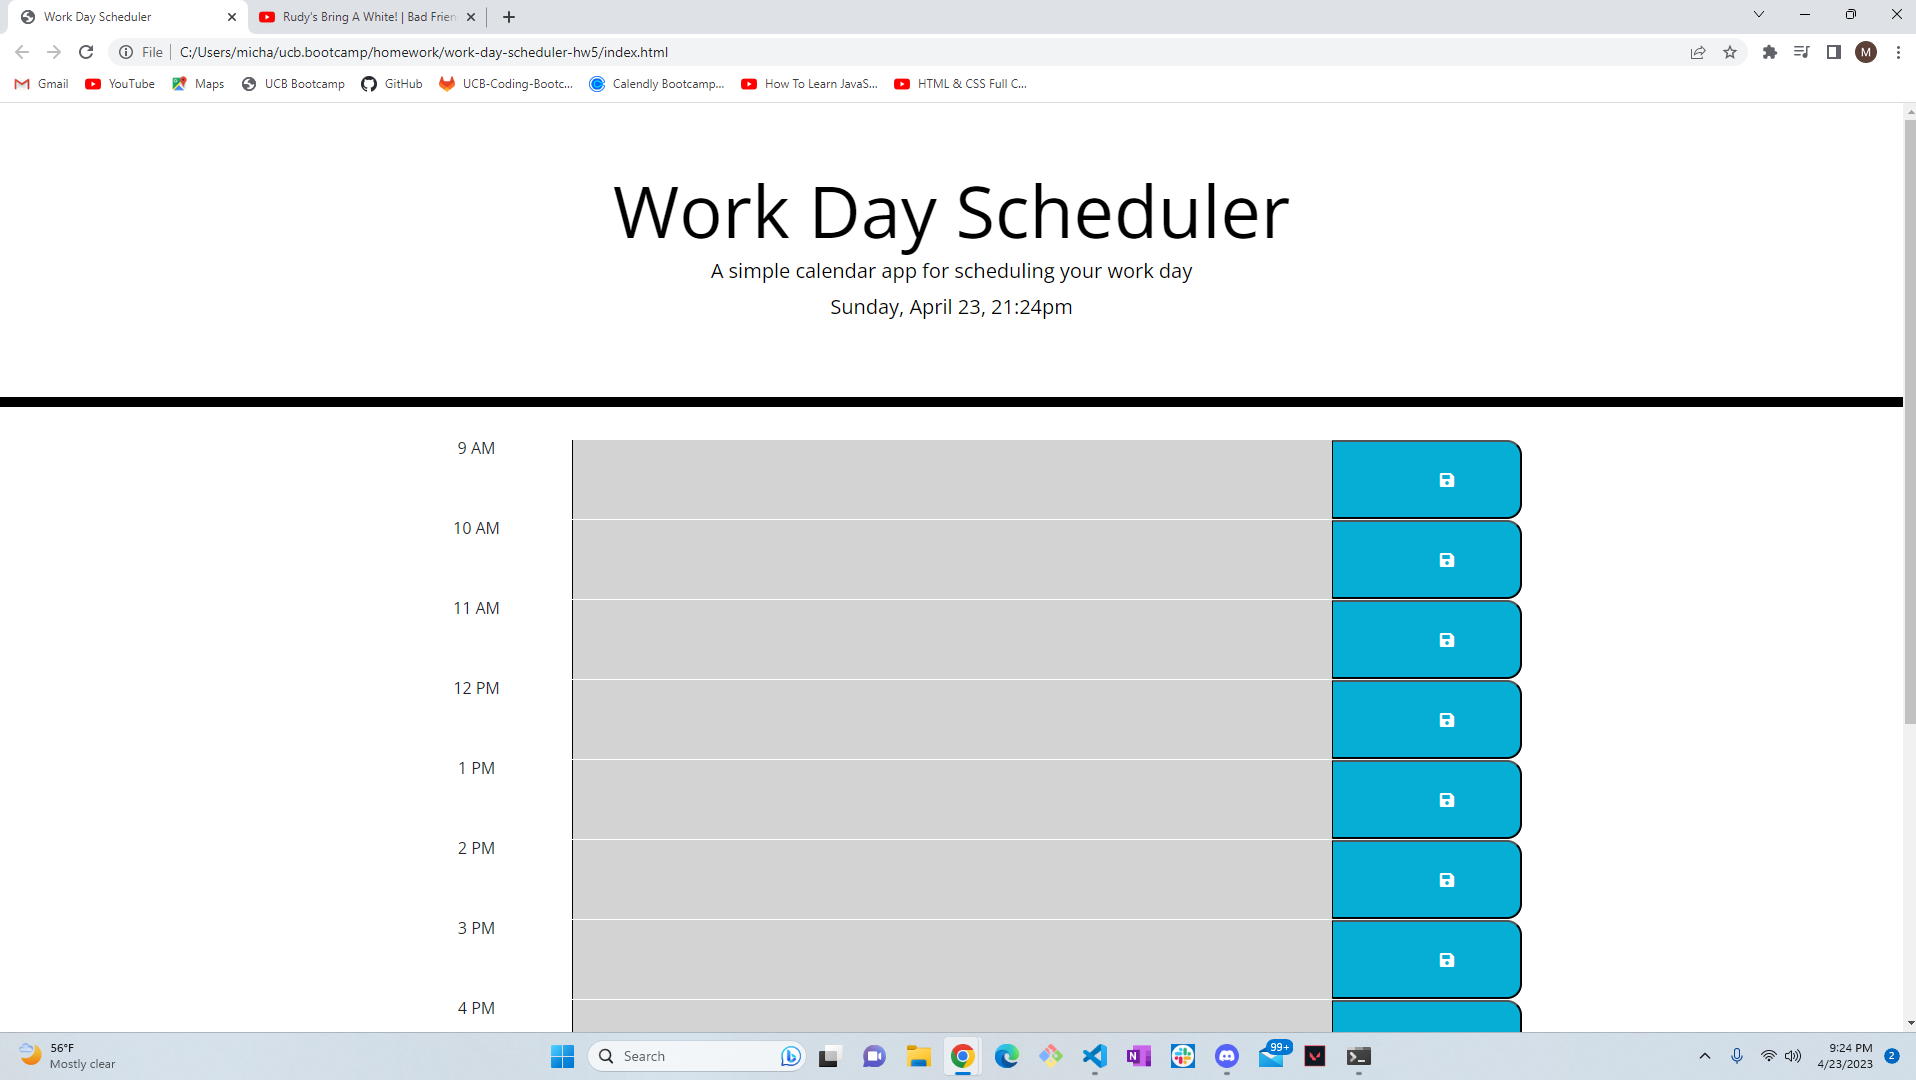 Work Day Scheduler
Rudy's Bring A White! | Bad Frien
File
C:/Users/micha/ucb.bootcamp/homework/work-day-scheduler-hw5/index.html
M
Gmail
YouTube
Maps
UCB Bootcamp
GitHub
UCB-Coding-Bootc...
Calendly Bootcamp...
How To Learn JavaS...
HTML & CSS Full C...
Work Day Scheduler
A simple calendar app for scheduling your work day
Sunday, April 23, 21:24pm
9 AM
10 AM
11 AM
12 PM
1 PM
2 PM
3 PM
4 PM
56°F
Mostly clear
Search
99+
9:24 PM
4/23/2023
2